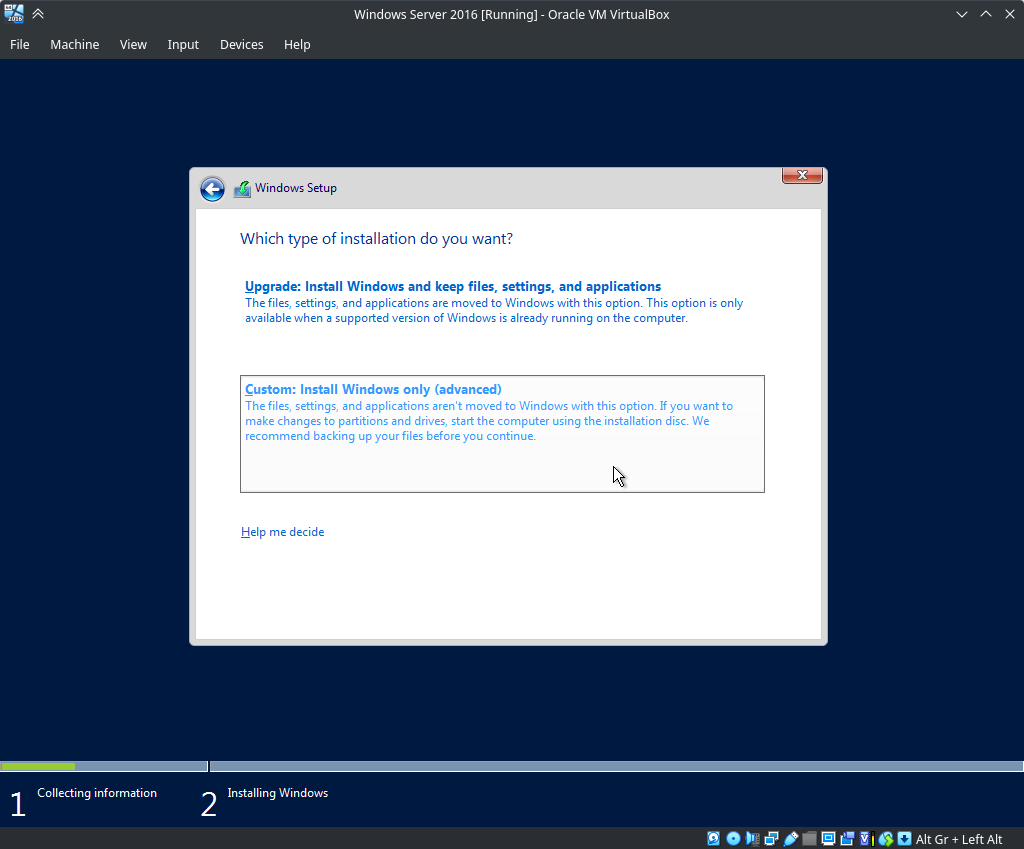 Windows Server 2016 [Running] - Oracle VM VirtualBox
File Machine View Input Devices Help
Windows Setup
Which type of installation do you want?
Upgrade: Install Windows and keep files, settings, and applications
The files, settings, and applications are moved to Windows with this option. This option is only
available when a supported version of Windows is already running on the computer.
Custom: Install Windows only (advanced)
The files, settings, and applications aren't moved to Windows with this option. If you want to
make changes to partitions and drives, start the computer using the installation disc. We
recommend backing up your files before you continue.
Help me decide
1 Collecting information 2 Installing Windows
Alt Gr + Left Alt